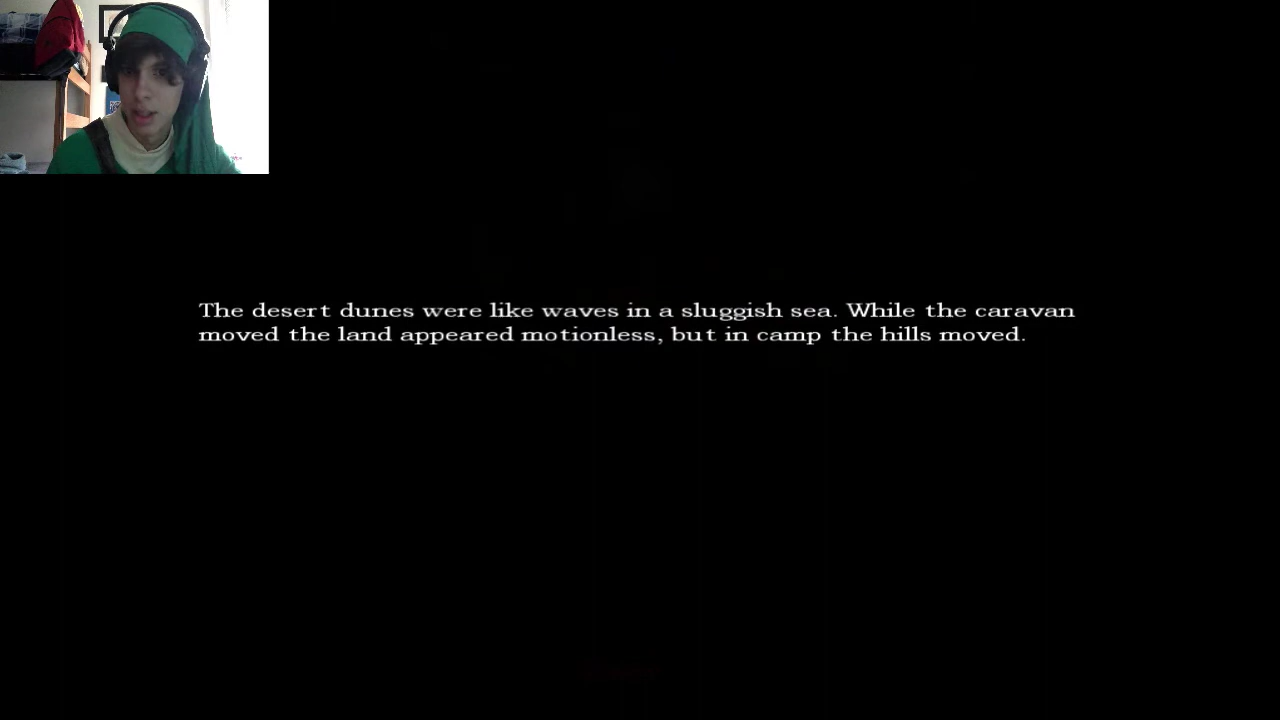 The desert dunes were like waves in a sluggish sea. While the caravan
moved the land appeared motionless, but in camp the hills moved.